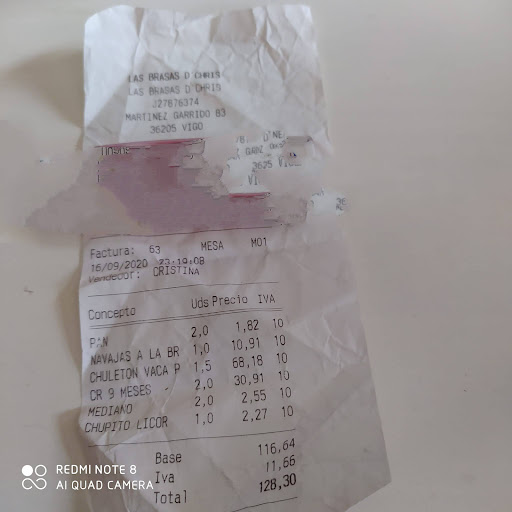 LAS BRASAS D'CHRIS
LAS BRASAS D'CHRIS
J27876374
MARTINEZ GARRIDO 83
36205 VIGO
Factura: 63 MESA M01
16/09/2020 23:19:08
Vendedor: CRISTINA
Concepto Uds Precio IVA
PAN 2,0 1,82 10
NAVAJAS A LA BR 1,0 10,91 10
CHULETON VACA P 1,5 68,18 10
CR 9 MESES 2,0 30,91 10
MEDIANO 2,0 2,55 10
CHUPITO LICOR 1,0 2,27 10
Base 116,64
Iva 11,66
Total 128,30
REDMI NOTE 8
AI QUAD CAMERA